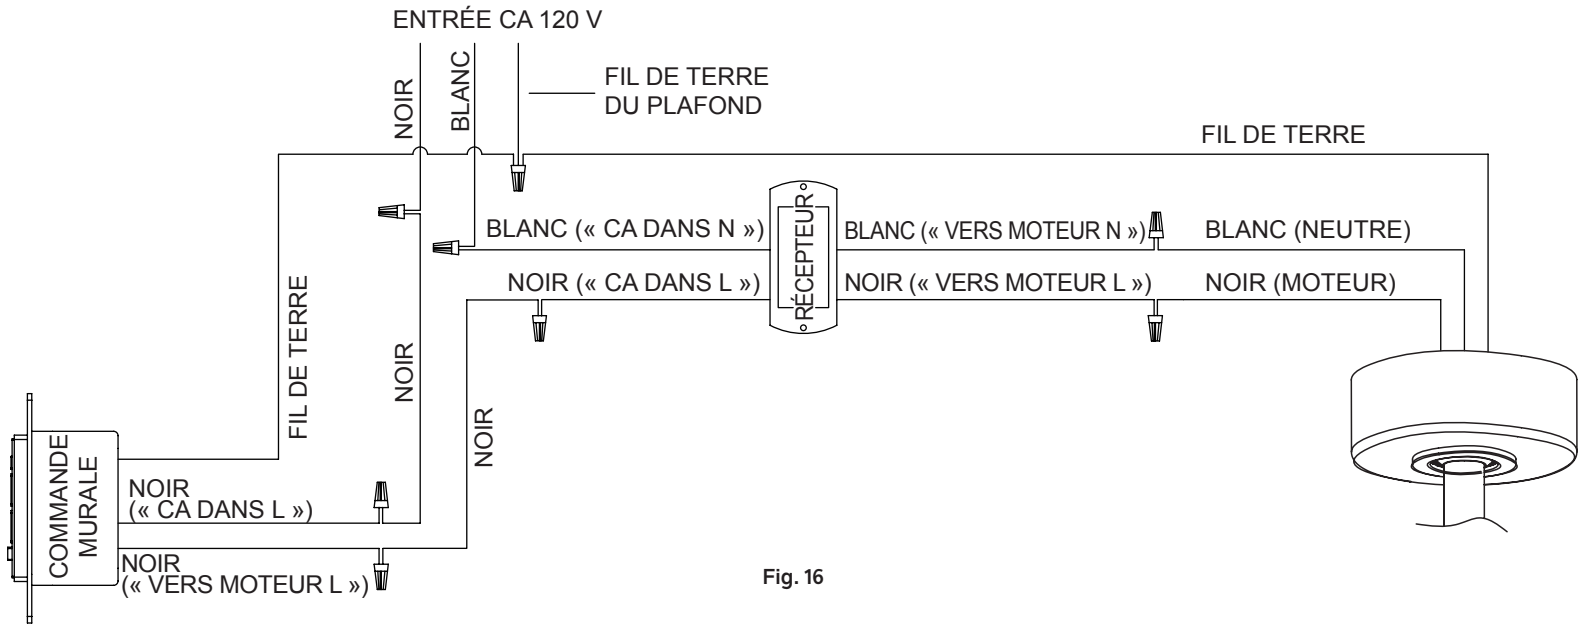 ENTRÉE CA 120 V
NOIR
BLANC
FIL DE TERRE
DU PLAFOND
FIL DE TERRE
BLANC (« CA DANS N »)
RÉCEPTEUR
BLANC (« VERS MOTEUR N »)
BLANC (NEUTRE)
NOIR (« CA DANS L »)
NOIR (« VERS MOTEUR L »)
NOIR (MOTEUR)
FIL DE TERRE
NOIR
NOIR
COMMANDE
MURALE
NOIR
(« CA DANS L »)
NOIR
(« VERS MOTEUR L »)
Fig. 16